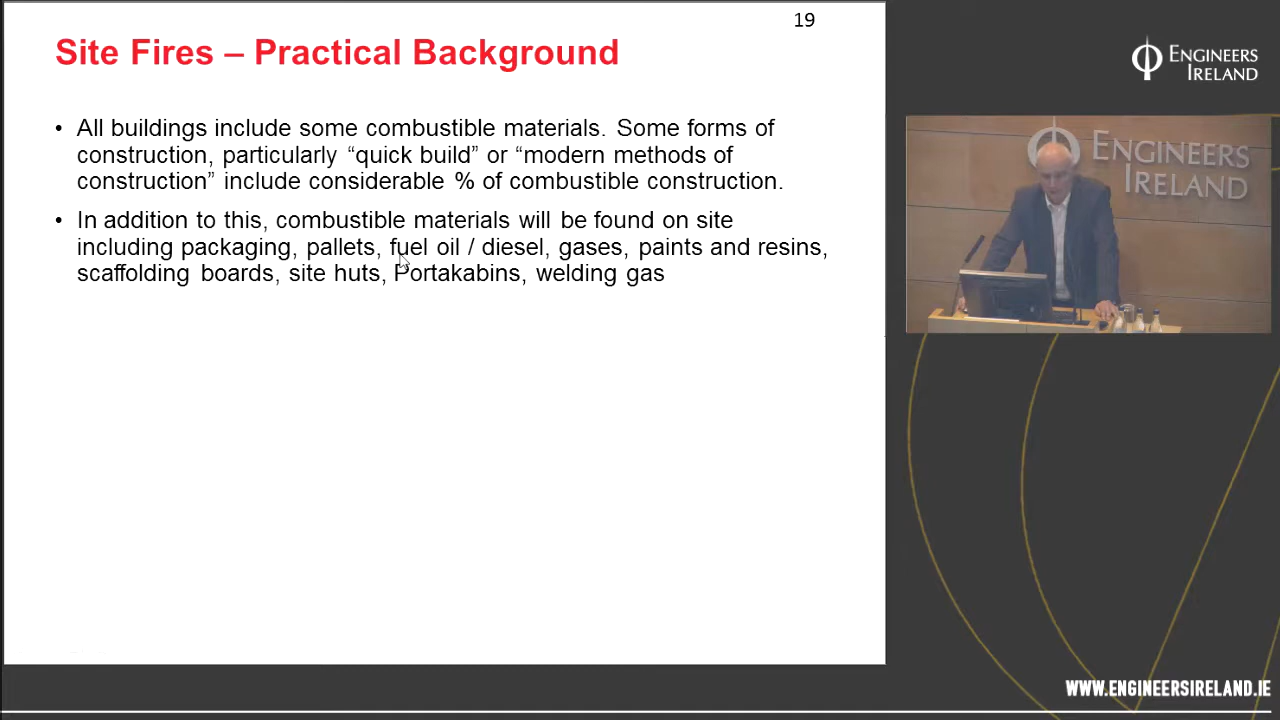 19
Site Fires – Practical Background
• All buildings include some combustible materials. Some forms of
construction, particularly “quick build” or “modern methods of
construction” include considerable % of combustible construction.
• In addition to this, combustible materials will be found on site
including packaging, pallets, fuel oil / diesel, gases, paints and resins,
scaffolding boards, site huts, Portakabins, welding gas
ENGINEERS
IRELAND
ENGINEERS
IRELAND
WWW.ENGINEERSIRELAND.IE